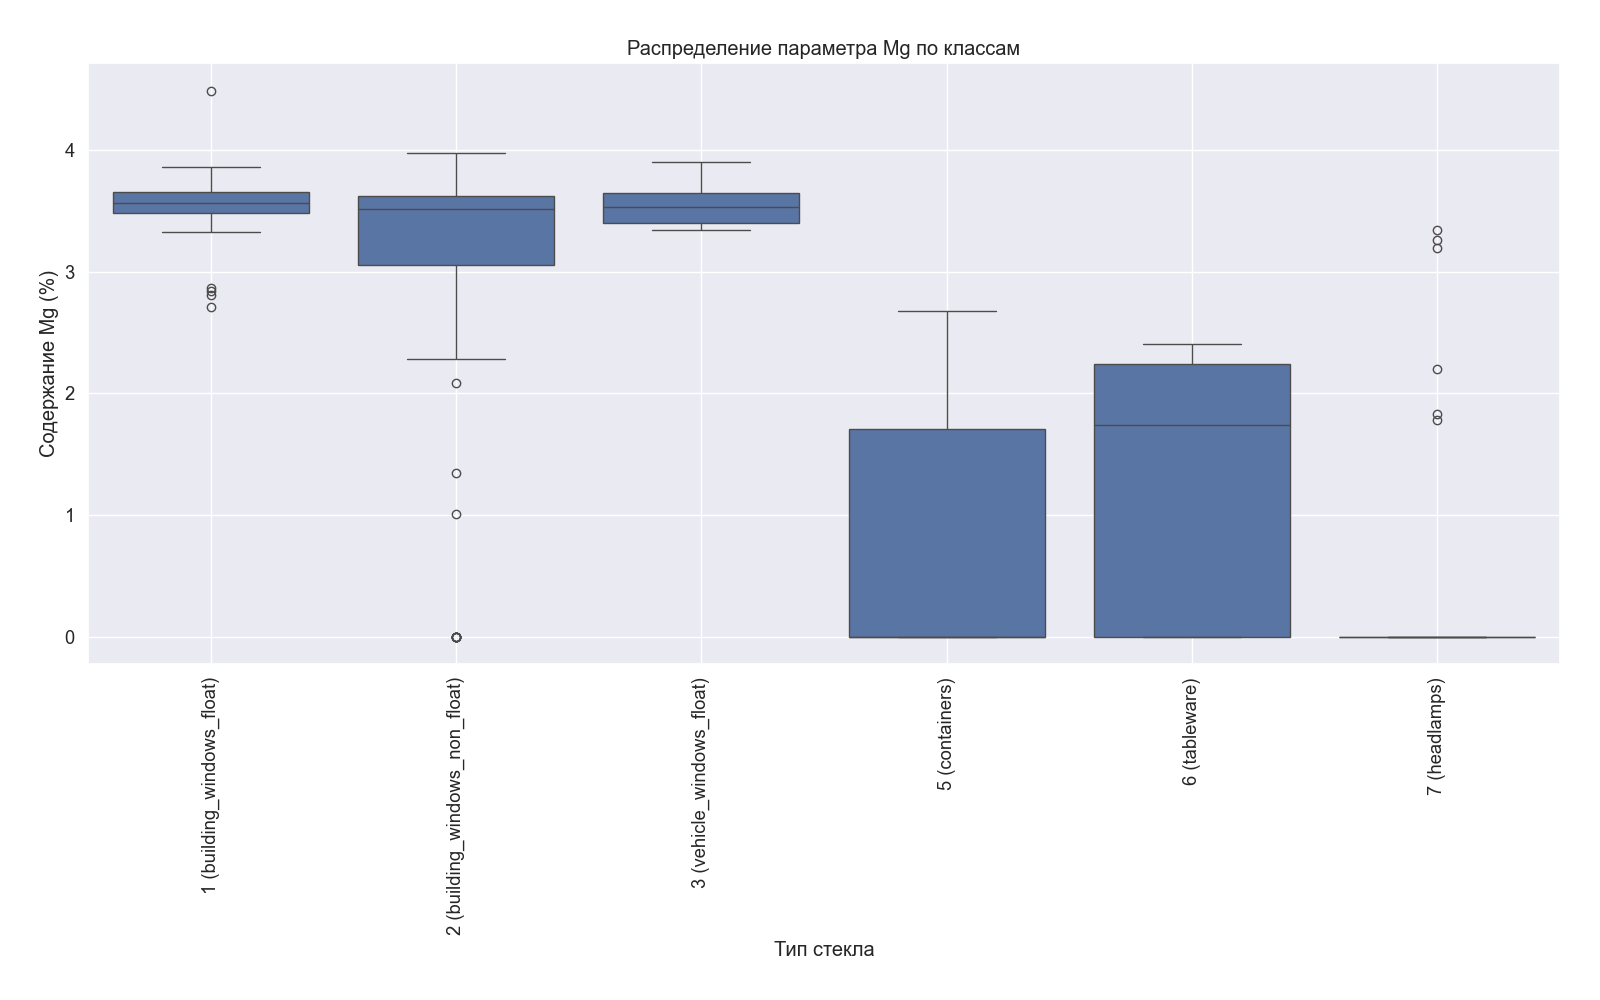 Распределение параметра Mg по классам
Содержание Mg (%)
4
3
2
1
0
1 (building_windows_float)
2 (building_windows_non_float)
3 (vehicle_windows_float)
5 (containers)
6 (tableware)
7 (headlamps)
Тип стекла